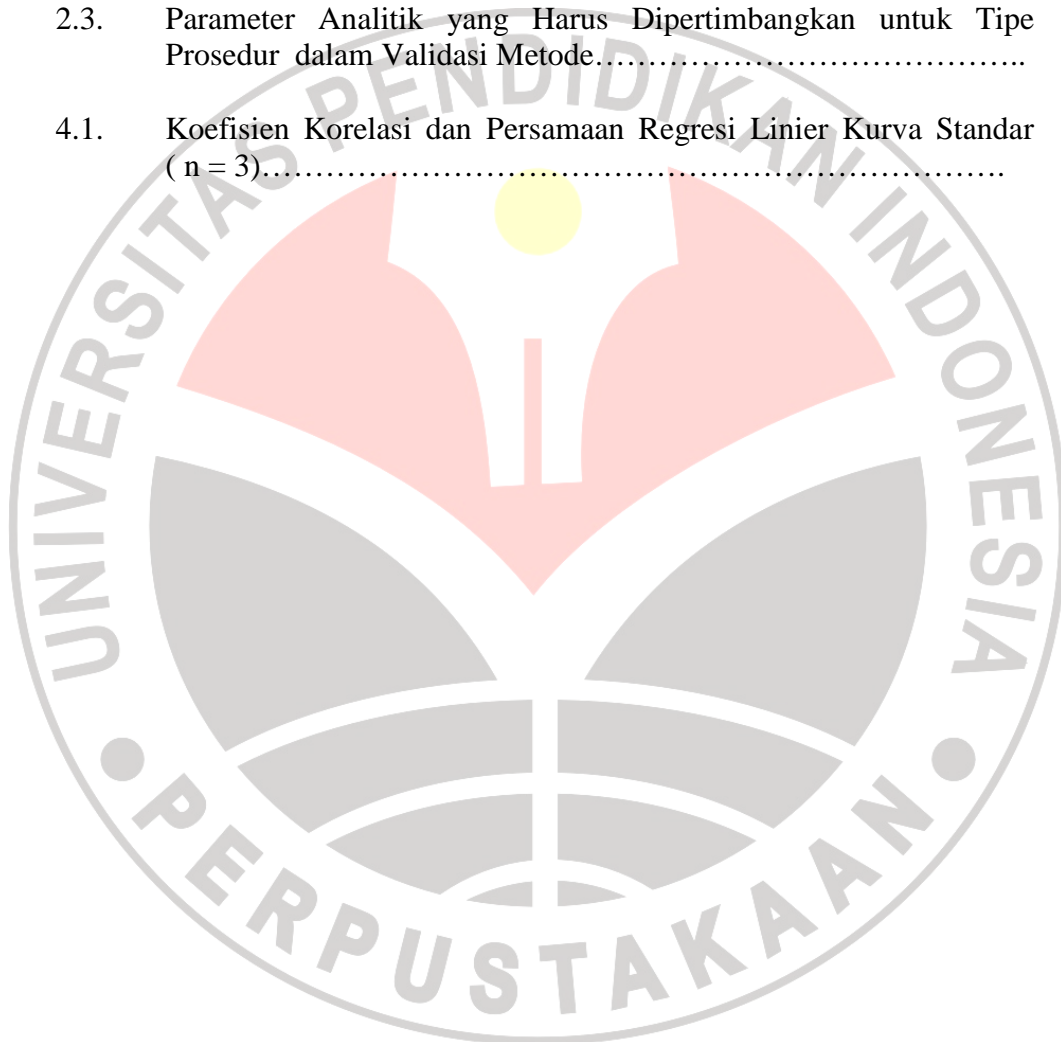 2.3. Parameter Analitik yang Harus Dipertimbangkan untuk Tipe
Prosedur dalam Validasi Metode…………………………………..
4.1. Koefisien Korelasi dan Persamaan Regresi Linier Kurva Standar
( n = 3)…………………………………………………………….
UNIVERSITAS PENDIDIKAN INDONESIA
PERPUSTAKAAN